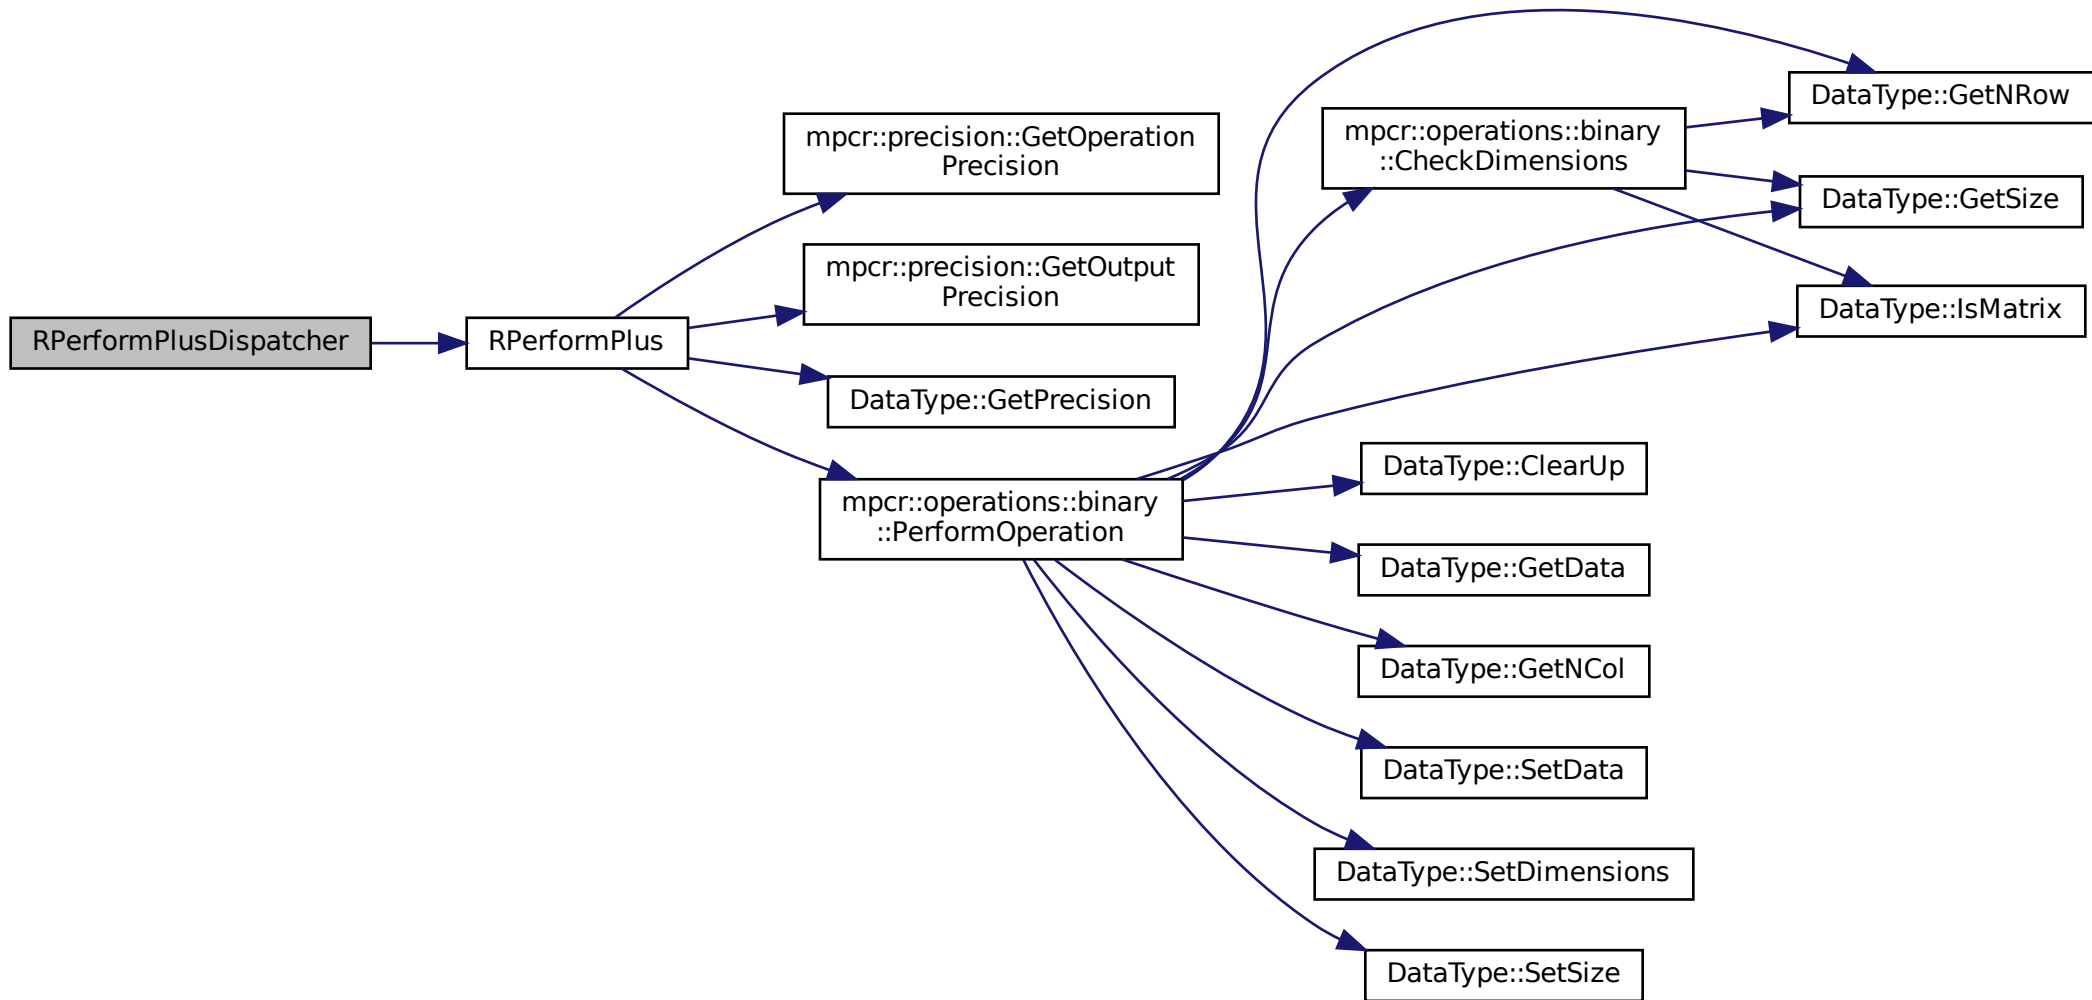 RPerformPlusDispatcher
RPerformPlus
mpcr::precision::GetOperation
Precision
mpcr::precision::GetOutput
Precision
DataType::GetPrecision
mpcr::operations::binary
::PerformOperation
mpcr::operations::binary
::CheckDimensions
DataType::ClearUp
DataType::GetData
DataType::GetNCol
DataType::SetData
DataType::SetDimensions
DataType::SetSize
DataType::GetNRow
DataType::GetSize
DataType::IsMatrix